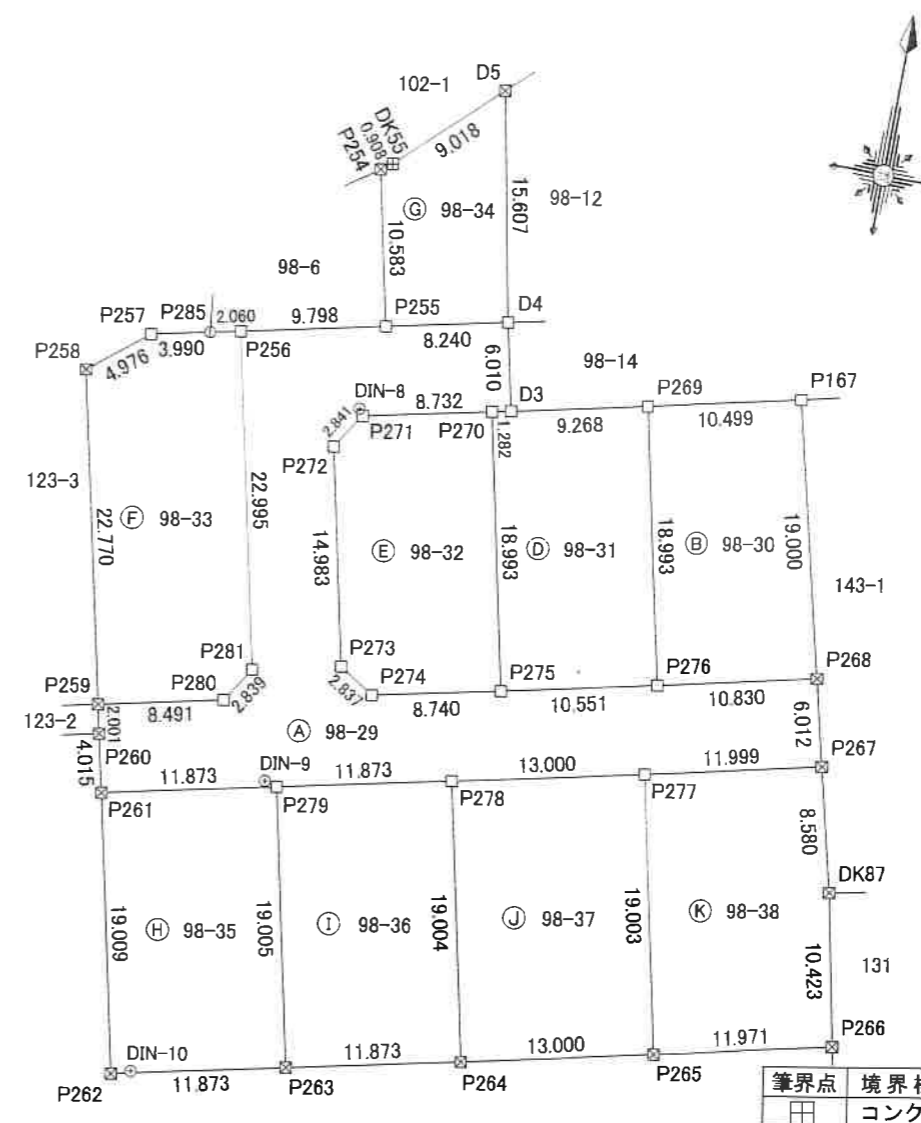 102-1
D5
DK55
0.908
P254
9.018
15.607
98-12
Ⓖ 98-34
10.583
98-6
P257
P285
2.060
P256
9.798
P255
D4
8.240
P258
4.976
3.990
6.010
98-14
DIN-8
8.732
D3
P269
P167
2.841
P271
P270
1.282
9.268
10.499
P272
123-3
22.770
Ⓕ 98-33
22.995
14.983
Ⓔ 98-32
18.993
Ⓓ 98-31
18.993
Ⓑ 98-30
19.000
143-1
P281
P273
P280
2.839
2.837
P274
P275
P276
P268
P259
8.491
8.740
10.551
10.830
123-2
2.001
Ⓐ 98-29
6.012
P260
4.015
DIN-9
P267
11.873
11.873
13.000
11.999
P261
P279
P278
P277
8.580
DK87
19.009
Ⓗ 98-35
19.005
Ⓘ 98-36
19.004
Ⓙ 98-37
19.003
Ⓚ 98-38
10.423
131
DIN-10
P266
P262
11.873
P263
11.873
P264
13.000
P265
11.971
筆界点 境界
コンク